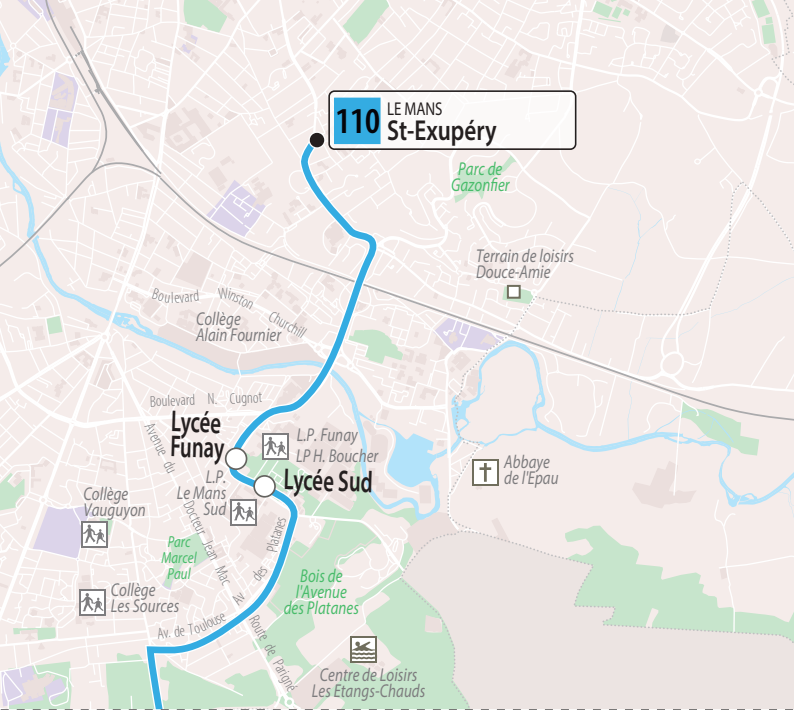 110
LE MANS
St-Exupéry
Parc de
Gazonfier
Terrain de loisirs
Douce-Amie
Boulevard Winston Churchill
Collège
Alain Fournier
Boulevard N. Cugnot
Avenue du Docteur Jean Mac
Lycée
Funay
L.P. Funay
LP H. Boucher
L.P.
Le Mans
Sud
Lycée Sud
Abbaye
de l'Epau
Collège
Vauguyon
Parc
Marcel
Paul
Av. des Platanes
Bois de
l'Avenue
des Platanes
Collège
Les Sources
Av. de Toulouse
Route de Parigné
Centre de Loisirs
Les Etangs-Chauds